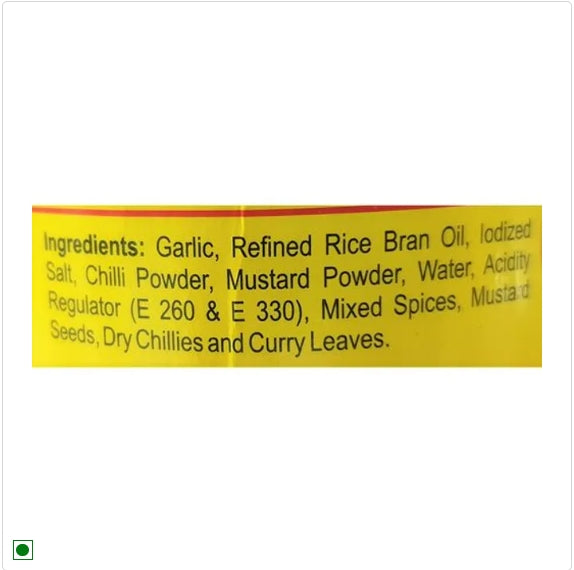 Ingredients: Garlic, Refined Rice Bran Oil, Iodized
Salt, Chilli Powder, Mustard Powder, Water, Acidity
Regulator (E 260 & E 330), Mixed Spices, Mustard
Seeds, Dry Chillies and Curry Leaves.